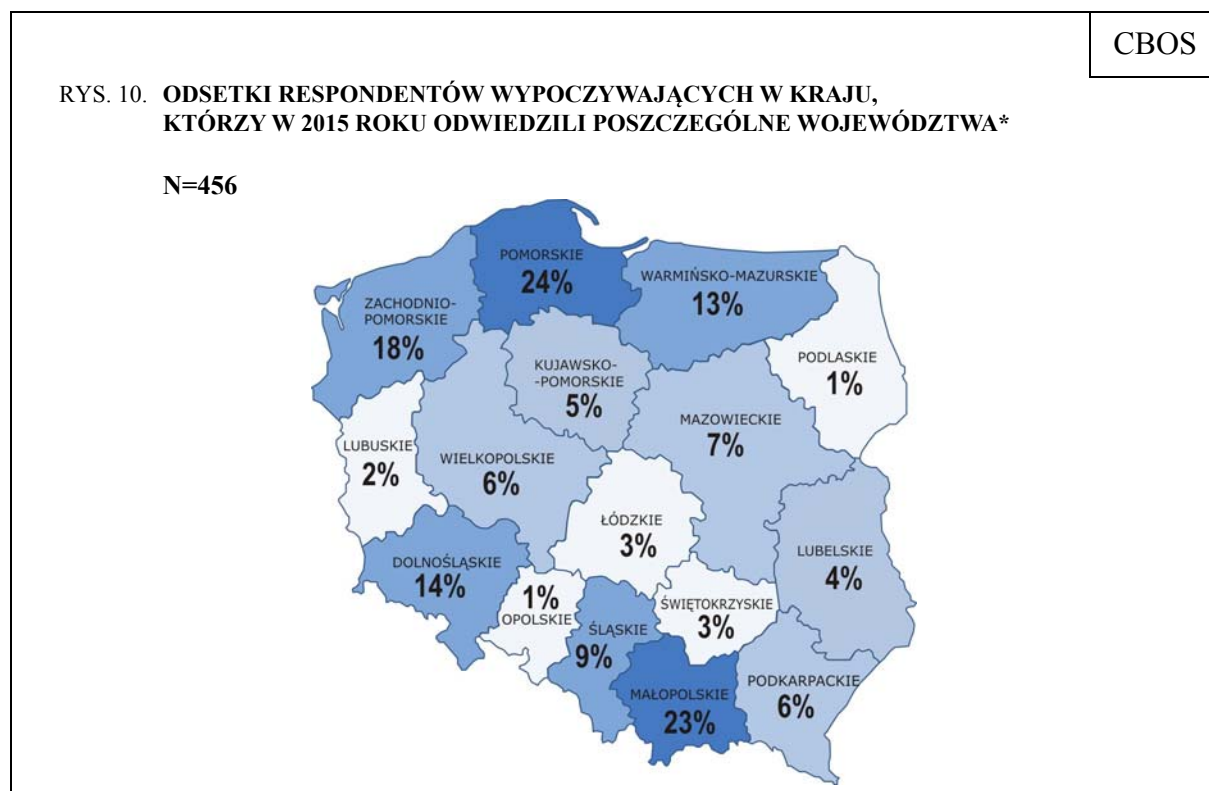 CBOS
RYS. 10. ODSETKI RESPONDENTÓW WYPOCZYWAJĄCYCH W KRAJU,
KTÓRZY W 2015 ROKU ODWIEDZILI POSZCZEGÓLNE WOJEWÓDZTWA*
N=456
POMORSKIE
24%
WARMIŃSKO-MAZURSKIE
13%
ZACHODNIO-
POMORSKIE
18%
PODLASKIE
1%
KUJAWSKO-
-POMORSKIE
5%
MAZOWIECKIE
7%
LUBUSKIE
2%
WIELKOPOLSKIE
6%
ŁÓDZKIE
3%
LUBELSKIE
4%
DOLNOŚLĄSKIE
14%
1%
OPOLSKIE
ŚLĄSKIE
9%
ŚWIĘTOKRZYSKIE
3%
MAŁOPOLSKIE
23%
PODKARPACKIE
6%